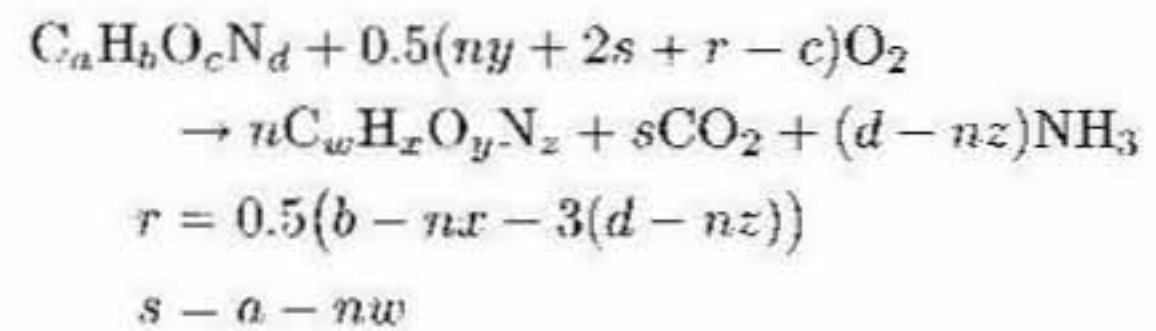 CₐH_bO_cN_d + 0.5(ny + 2s + r − c)O₂
→ nC_wH_xO_yN_z + sCO₂ + (d − nz)NH₃
r = 0.5(b − nx − 3(d − nz))
s − a − nw